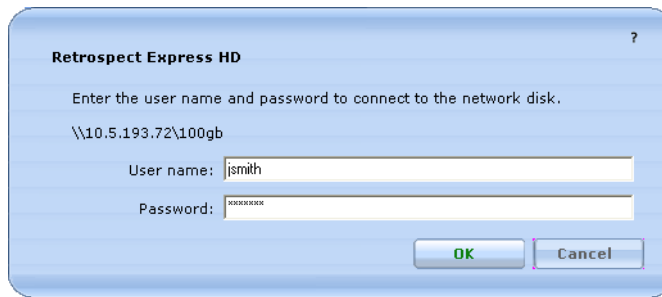 ?
Retrospect Express HD
Enter the user name and password to connect to the network disk.
\\10.5.193.72\100gb
User name: jsmith
Password: *******
OK Cancel